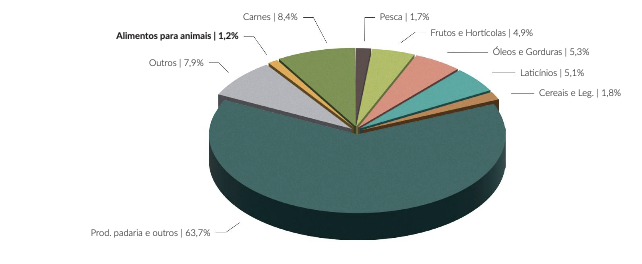 Carnes | 8,4%
Pesca | 1,7%
Alimentos para animais | 1,2%
Frutos e Hortícolas | 4,9%
Óleos e Gorduras | 5,3%
Outros | 7,9%
Laticínios | 5,1%
Cereais e Leg. | 1,8%
Prod. padaria e outros | 63,7%